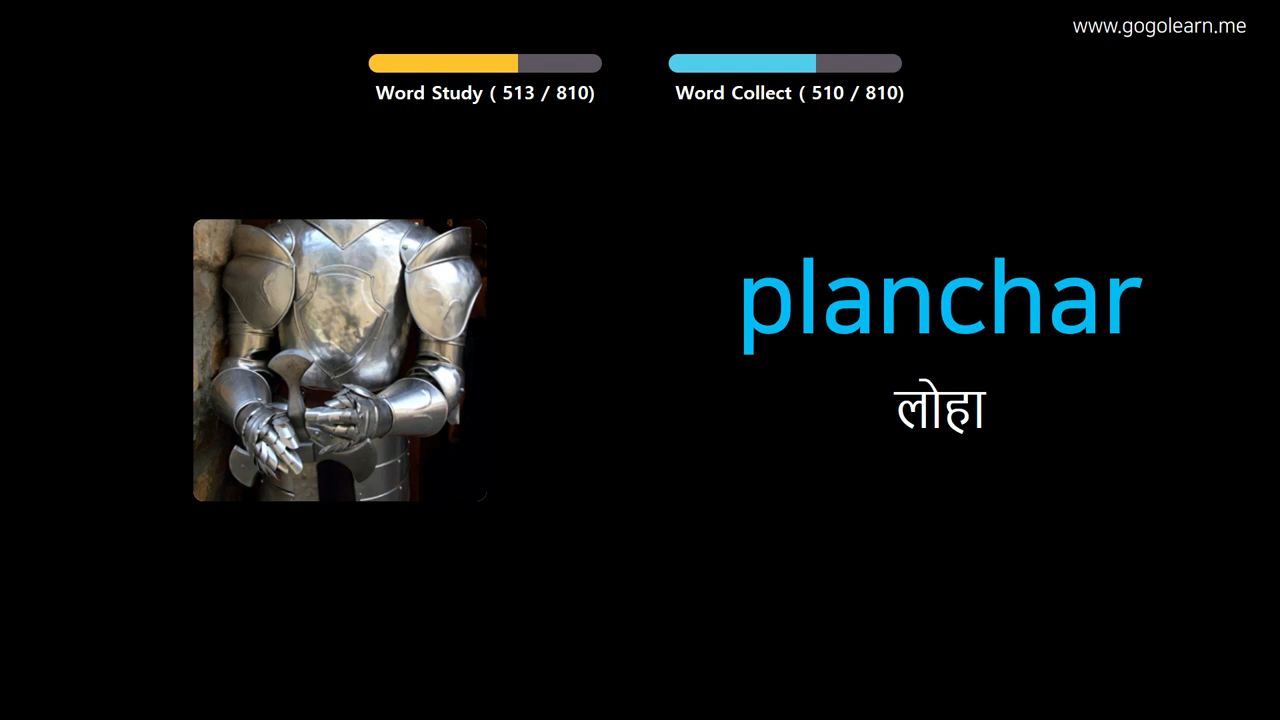 www.gogolearn.me
Word Study ( 513 / 810)
Word Collect ( 510 / 810)
planchar
लोहा